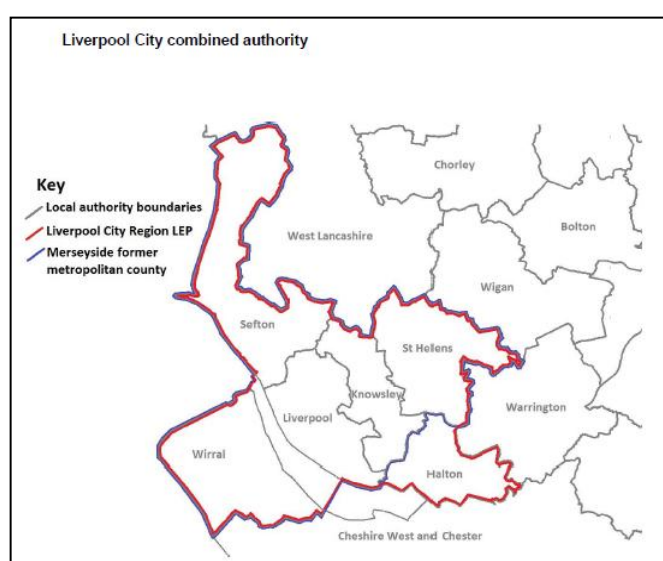 Liverpool City combined authority
Chorley
Key
Local authority boundaries
Bolton
Liverpool City Region LEP
West Lancashire
Merseyside former
metropolitan county
Wigan
Sefton
St Hellens
Knowsley
Warrington
Liverpool
Wirral
Halton
Cheshire West and Chester